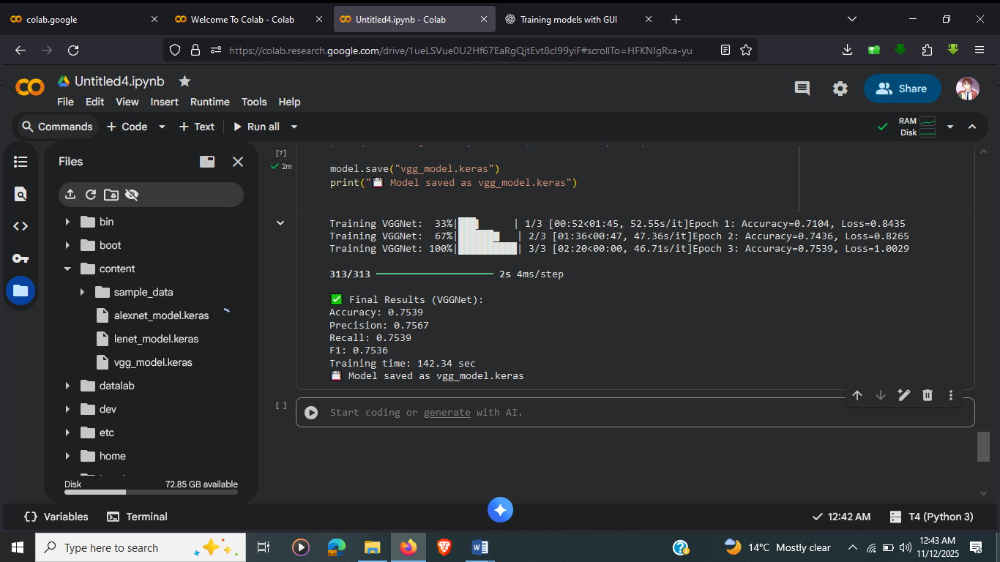 colab.google
Welcome To Colab - Colab
Untitled4.ipynb - Colab
Training models with GUI
https://colab.research.google.com/drive/1ueLSVue0U2Hf67EaRgQjtEvt8cI99yiF#scrollTo=HFKNIgRxa-yu
Untitled4.ipynb
File Edit View Insert Runtime Tools Help
Share
Commands + Code + Text Run all
RAM
Disk
Files
bin
boot
content
sample_data
alexnet_model.keras
lenet_model.keras
vgg_model.keras
datalab
dev
etc
home
Disk 72.85 GB available
[7]
2m
model.save("vgg_model.keras")
print("💾 Model saved as vgg_model.keras")
Training VGGNet: 33%| | 1/3 [00:52<01:45, 52.55s/it]Epoch 1: Accuracy=0.7104, Loss=0.8435
Training VGGNet: 67%| | 2/3 [01:36<00:47, 47.36s/it]Epoch 2: Accuracy=0.7436, Loss=0.8265
Training VGGNet: 100%| | 3/3 [02:20<00:00, 46.71s/it]Epoch 3: Accuracy=0.7539, Loss=1.0029
313/313 2s 4ms/step
✅ Final Results (VGGNet):
Accuracy: 0.7539
Precision: 0.7567
Recall: 0.7539
F1: 0.7536
Training time: 142.34 sec
💾 Model saved as vgg_model.keras
[ ]
Start coding or generate with AI.
{} Variables
Terminal
12:42 AM
T4 (Python 3)
Type here to search
14°C Mostly clear
12:43 AM
11/12/2025